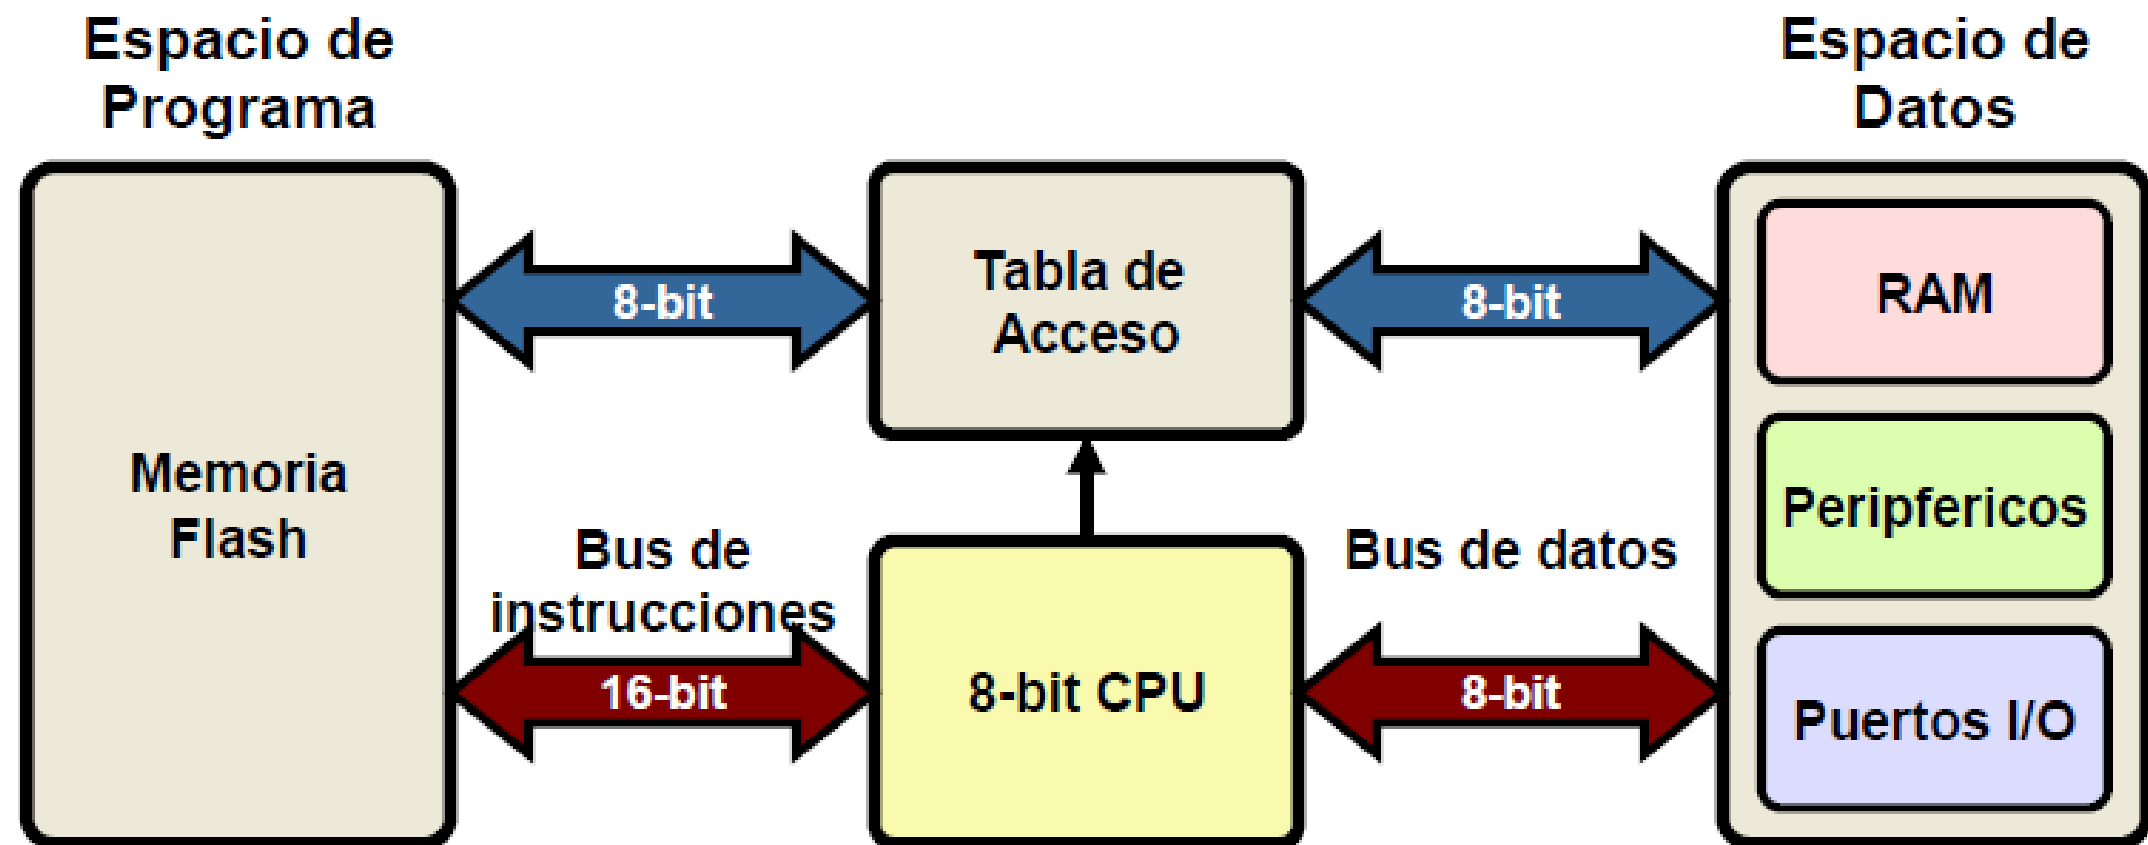 Espacio de
Programa
Espacio de
Datos
8-bit
Tabla de
Acceso
8-bit
RAM
Memoria
Flash
Peripfericos
Bus de
instrucciones
Bus de datos
16-bit
8-bit CPU
8-bit
Puertos I/O